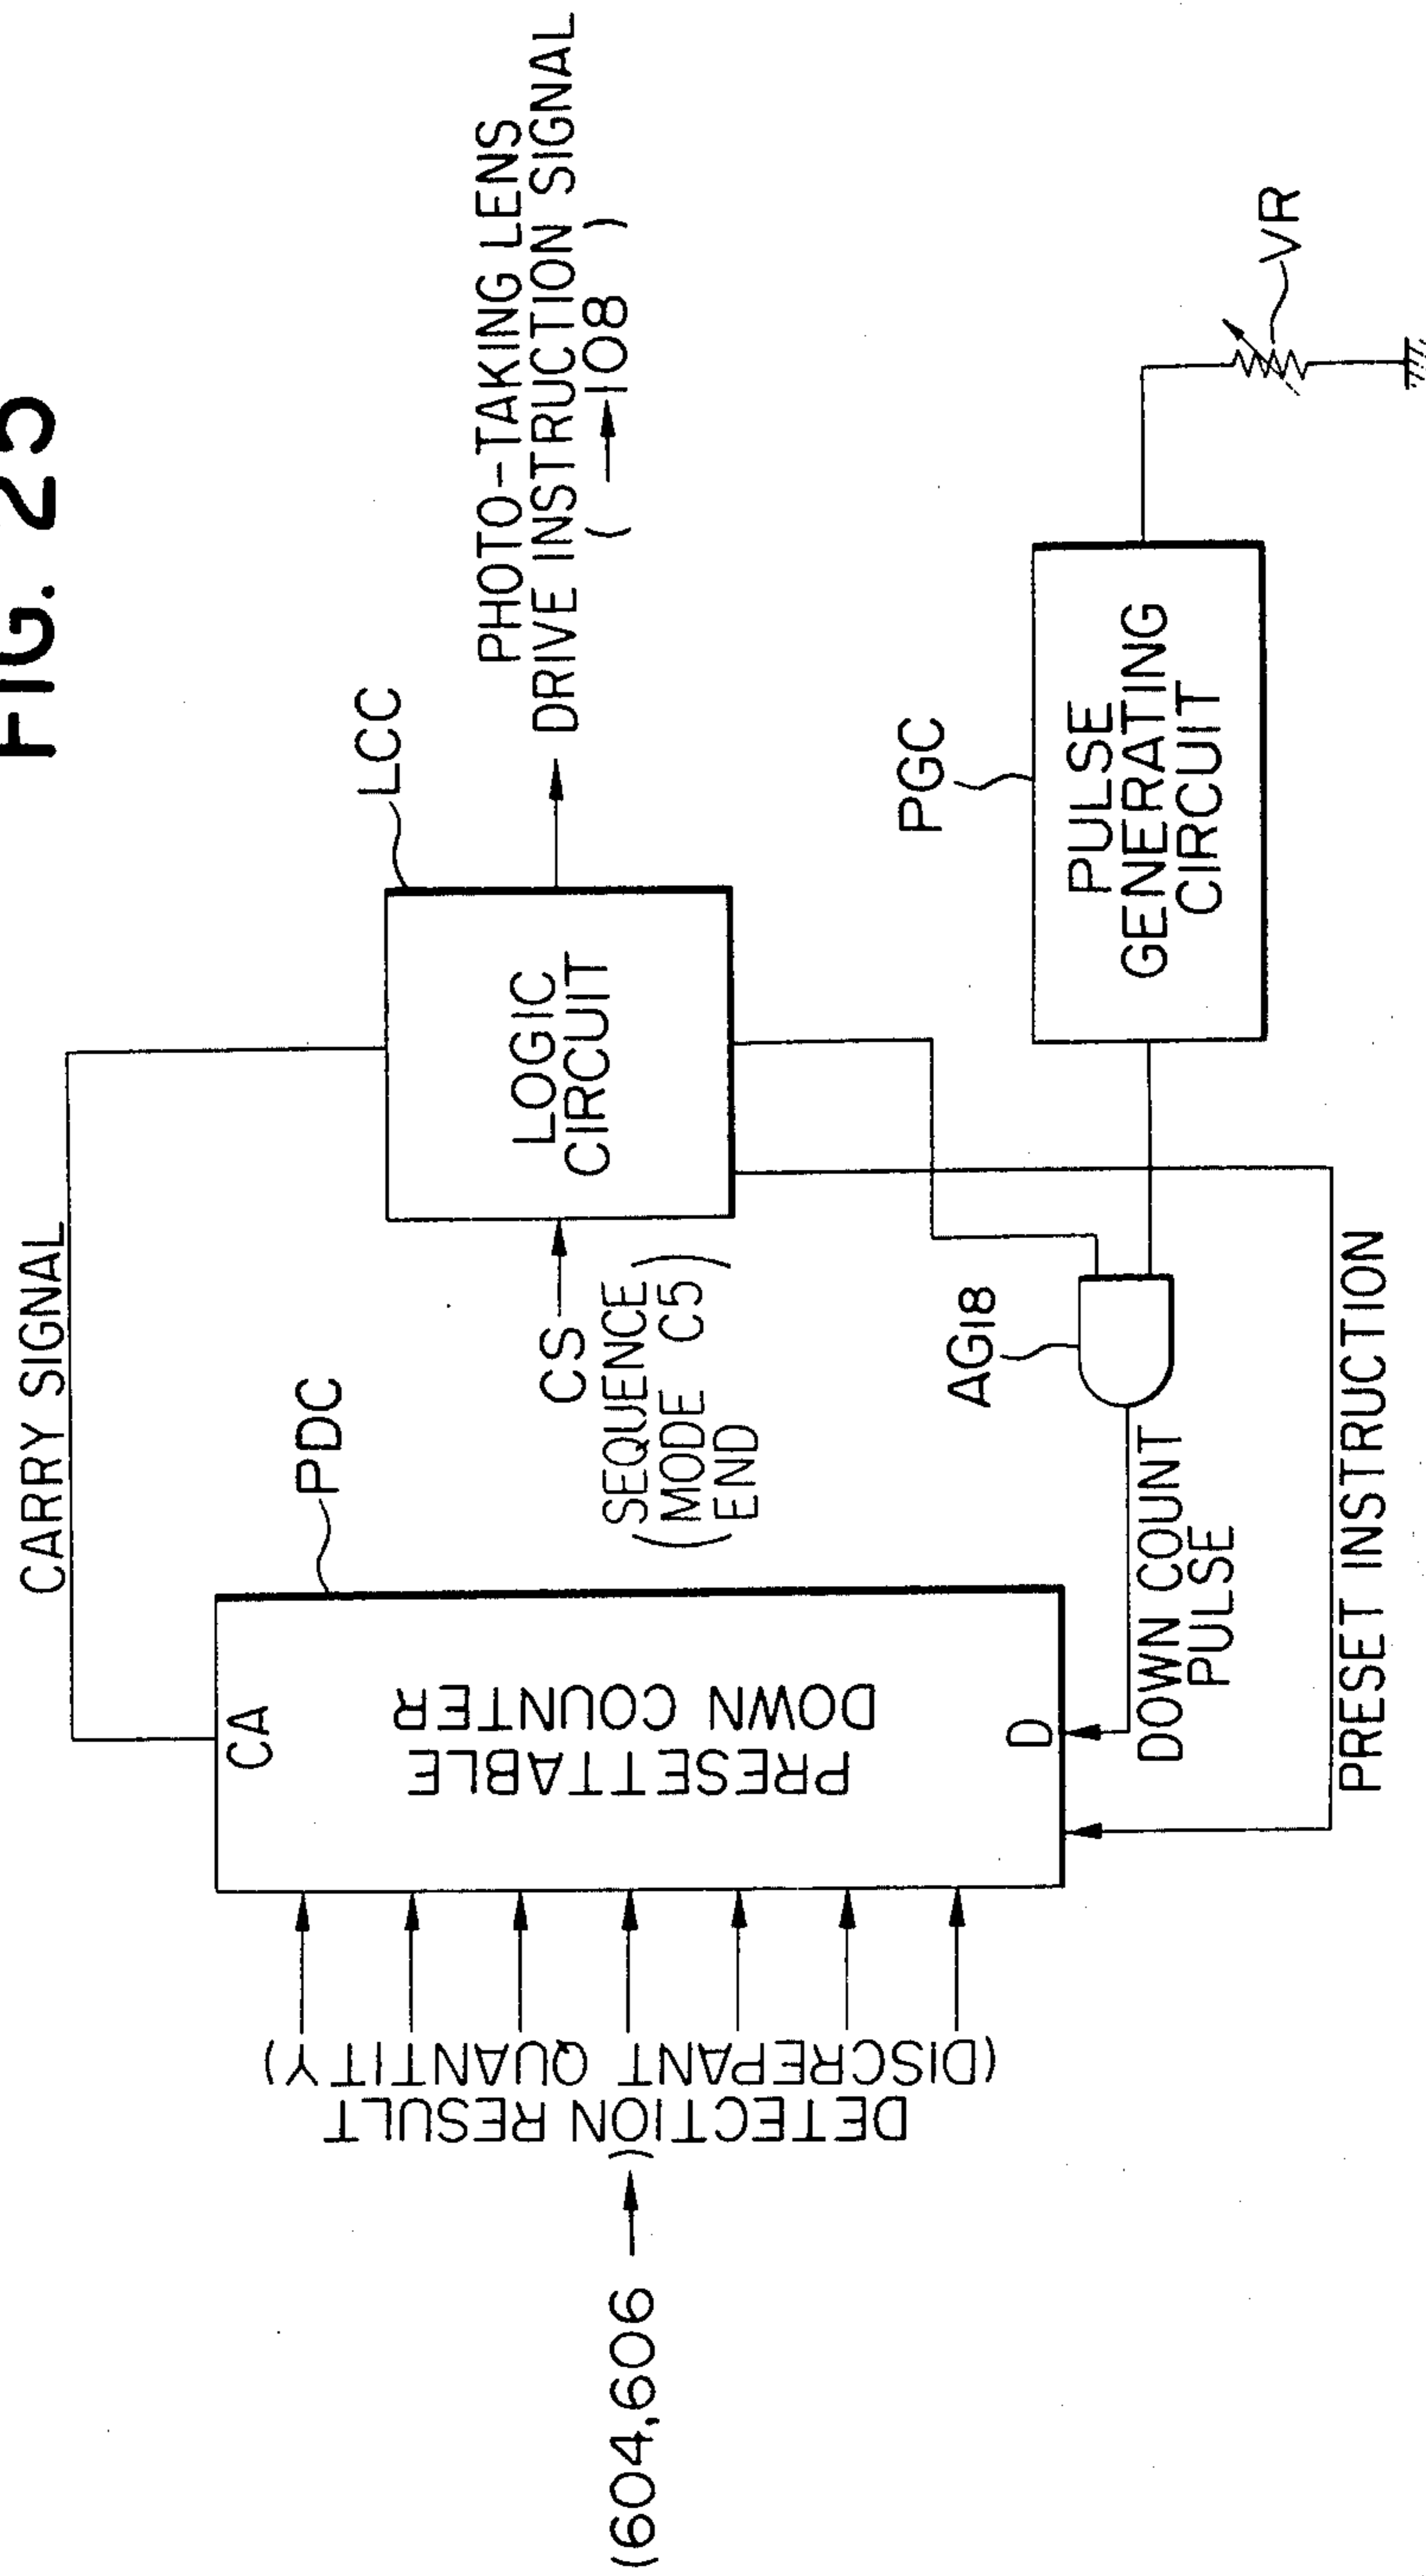 FIG. 25
CARRY SIGNAL
LCC
PDC
PHOTO-TAKING LENS
DRIVE INSTRUCTION SIGNAL
( → 108 )
LOGIC
CIRCUIT
CS
(SEQUENCE)
(MODE C5)
END
CA
PRESETTABLE
DOWN COUNTER
D
(604,606 → )
DETECTION RESULT
(DISCREPANT QUANTITY)
AG18
DOWN COUNT
PULSE
PGC
PULSE
GENERATING
CIRCUIT
VR
PRESET INSTRUCTION